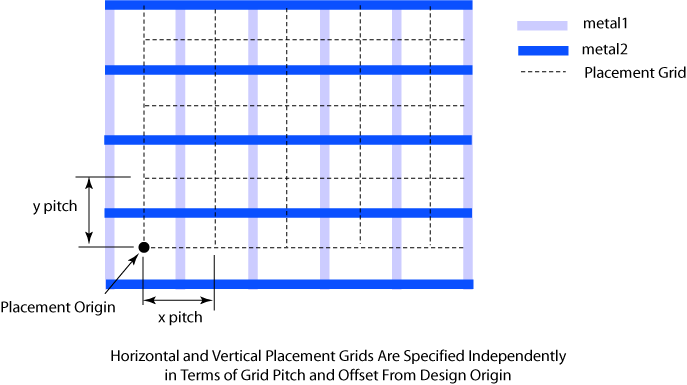 metal1
metal2
Placement Grid
y pitch
Placement Origin
x pitch
Horizontal and Vertical Placement Grids Are Specified Independently
in Terms of Grid Pitch and Offset From Design Origin